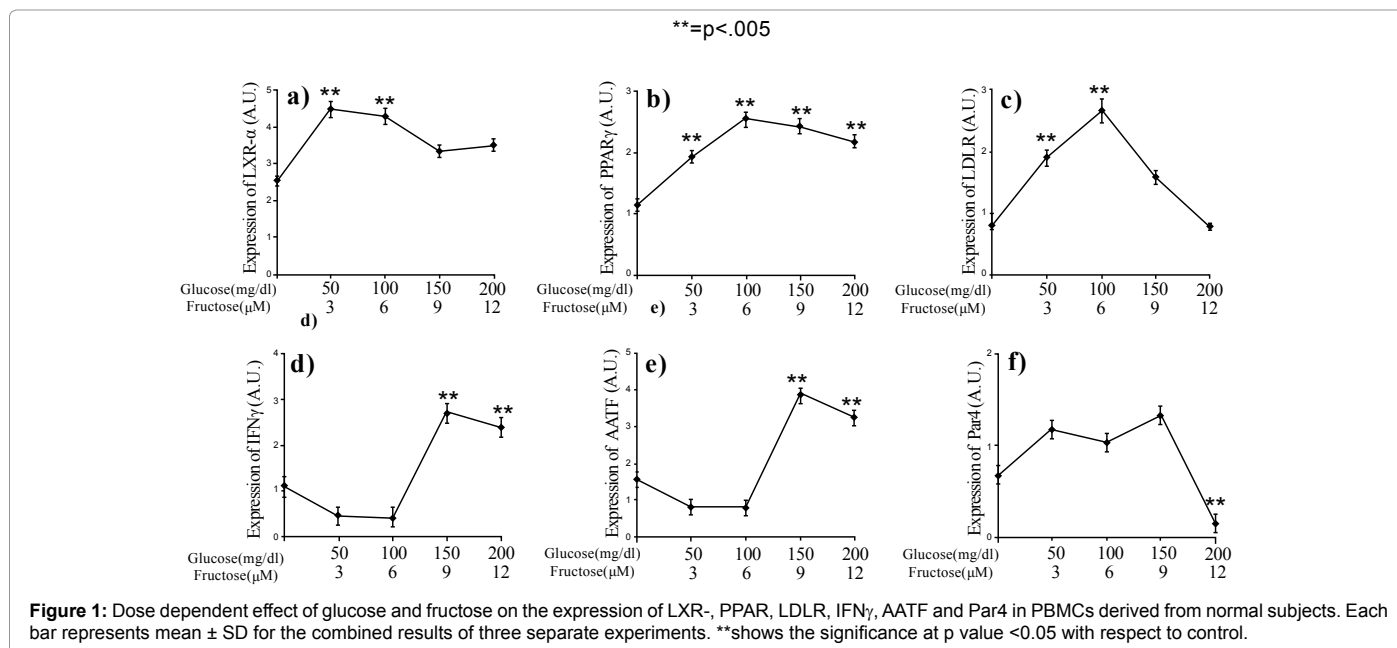 **=p<.005
a)
Expression of LXR-α (A.U.)
5
4
3
2
1
0
** **
Glucose(mg/dl) 50 100 150 200
Fructose(μM) 3 6 9 12
d)
b)
Expression of PPARγ (A.U.)
3
2
1
0
** ** ** **
Glucose(mg/dl) 50 100 150 200
Fructose(μM) 3 6 9 12
e)
c)
Expression of LDLR (A.U.)
3
2
1
0
** **
Glucose(mg/dl) 50 100 150 200
Fructose(μM) 3 6 9 12
d)
Expression of IFNγ (A.U.)
4
3
2
1
0
** **
Glucose(mg/dl) 50 100 150 200
Fructose(μM) 3 6 9 12
e)
Expression of AATF (A.U.)
5
4
3
2
1
0
** **
Glucose(mg/dl) 50 100 150 200
Fructose(μM) 3 6 9 12
f)
Expression of Par4 (A.U.)
2
1
0
**
Glucose(mg/dl) 50 100 150 200
Fructose(μM) 3 6 9 12
Figure 1: Dose dependent effect of glucose and fructose on the expression of LXR-, PPAR, LDLR, IFNγ, AATF and Par4 in PBMCs derived from normal subjects. Each
bar represents mean ± SD for the combined results of three separate experiments. **shows the significance at p value <0.05 with respect to control.